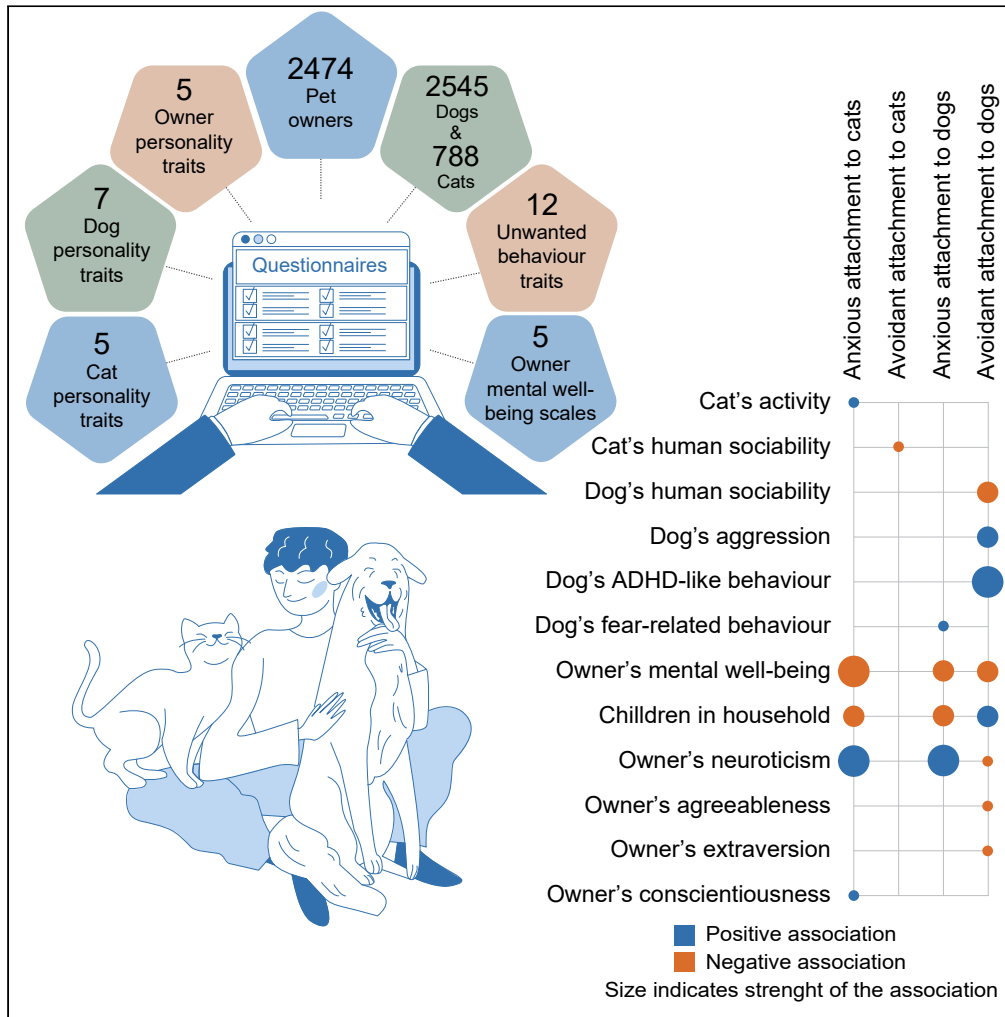 2474
Pet
owners
5
Owner
personality
traits
2545
Dogs
&
788
Cats
7
Dog
personality
traits
12
Unwanted
behaviour
traits
5
Cat
personality
traits
5
Owner
mental well-
being scales
Questionnaires
Anxious attachment to cats
Avoidant attachment to cats
Anxious attachment to dogs
Avoidant attachment to dogs
Cat's activity
Cat's human sociability
Dog's human sociability
Dog's aggression
Dog's ADHD-like behaviour
Dog's fear-related behaviour
Owner's mental well-being
Chilldren in household
Owner's neuroticism
Owner's agreeableness
Owner's extraversion
Owner's conscientiousness
Positive association
Negative association
Size indicates strenght of the association